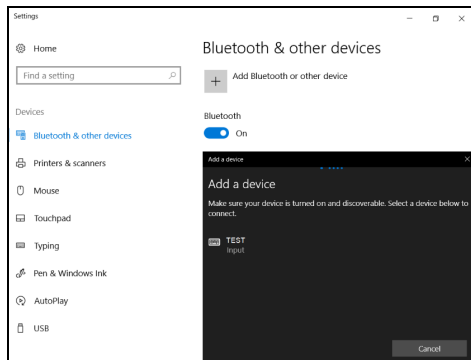 Settings
Home
Find a setting
Devices
Bluetooth & other devices
Printers & scanners
Mouse
Touchpad
Typing
Pen & Windows Ink
AutoPlay
USB
Bluetooth & other devices
Add Bluetooth or other device
Bluetooth
On
Add a device
Add a device
Make sure your device is turned on and discoverable. Select a device below to
connect.
TEST
Input
Cancel